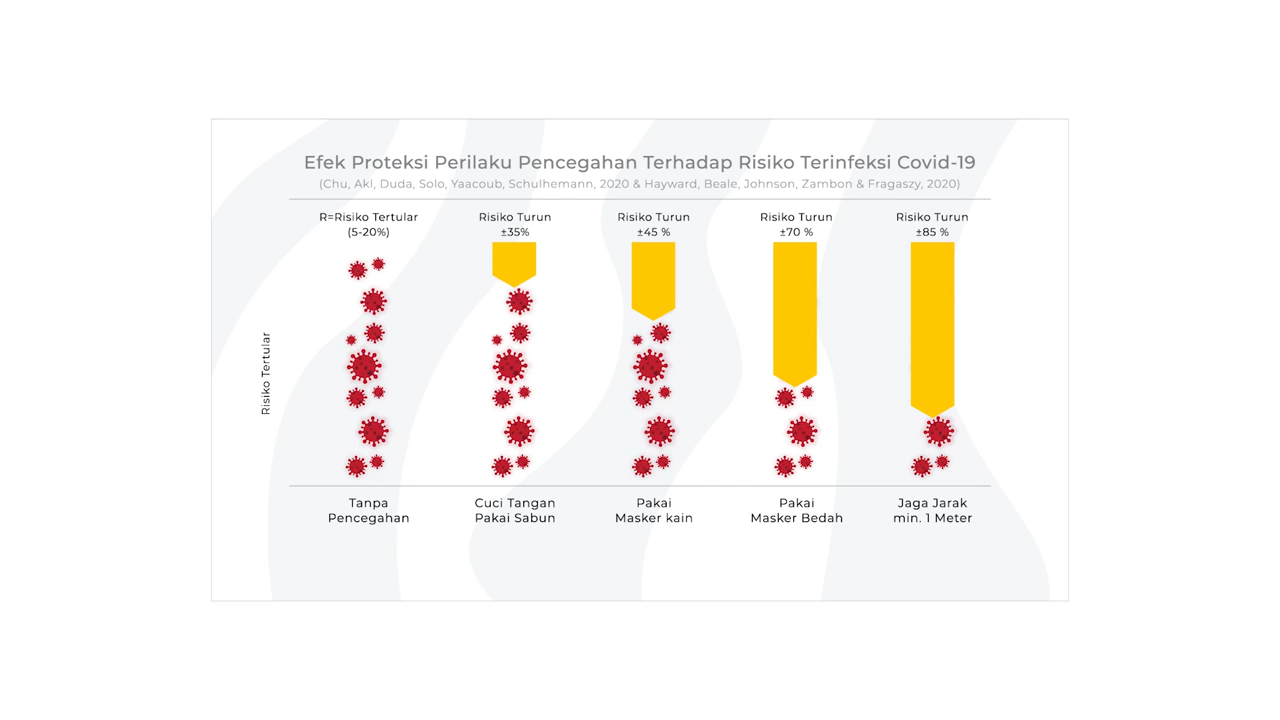 Efek Proteksi Perilaku Pencegahan Terhadap Risiko Terinfeksi Covid-19
(Chu, Akl, Duda, Solo, Yaacoub, Schulhemann, 2020 & Hayward, Beale, Johnson, Zambon & Fragaszy, 2020)
R=Risiko Tertular
(5-20%)
Risiko Turun
±35%
Risiko Turun
±45 %
Risiko Turun
±70 %
Risiko Turun
±85 %
Risiko Tertular
Tanpa
Pencegahan
Cuci Tangan
Pakai Sabun
Pakai
Masker kain
Pakai
Masker Bedah
Jaga Jarak
min. 1 Meter